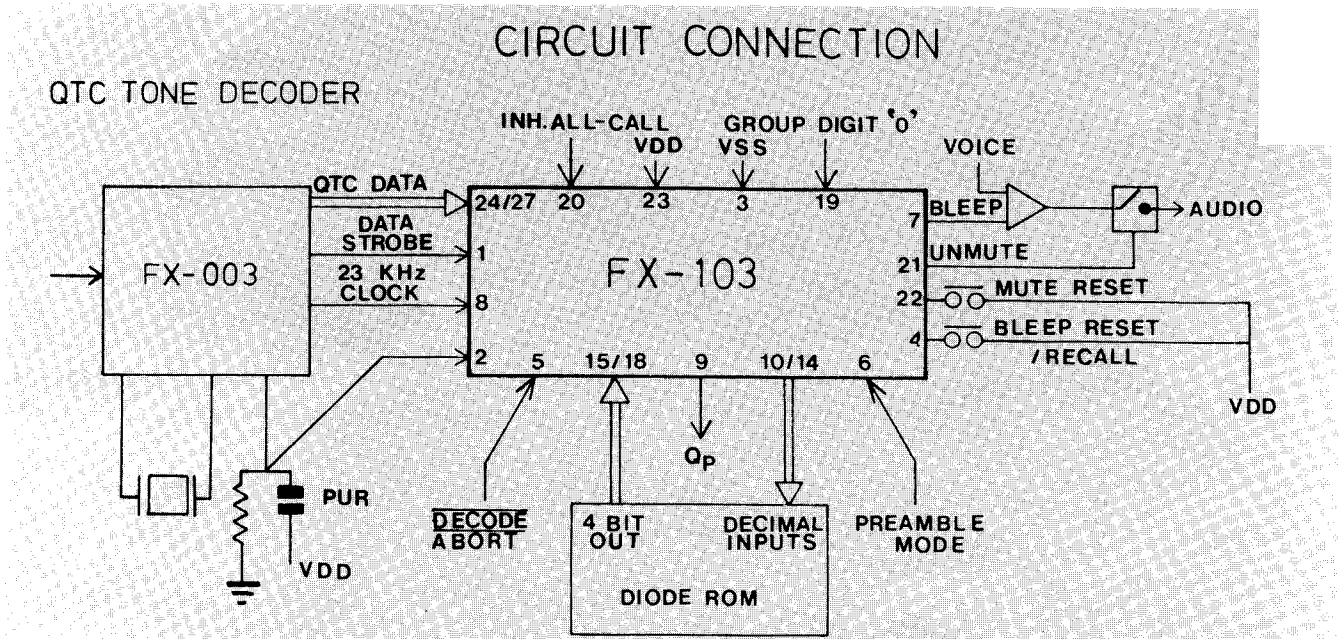 CIRCUIT CONNECTION
QTC TONE DECODER
INH.ALL-CALL
VDD
VSS
GROUP DIGIT '0'
VOICE
QTC DATA
DATA
STROBE
23 KHz
CLOCK
FX-003
24/27
20
23
3
19
1
8
2
FX-103
7
BLEEP
21
UNMUTE
22
MUTE RESET
4
BLEEP RESET
/RECALL
AUDIO
VDD
5
15/18
9
10/14
6
QP
PUR
VDD
DECODE
ABORT
4 BIT
OUT
DECIMAL
INPUTS
DIODE ROM
PREAMBLE
MODE